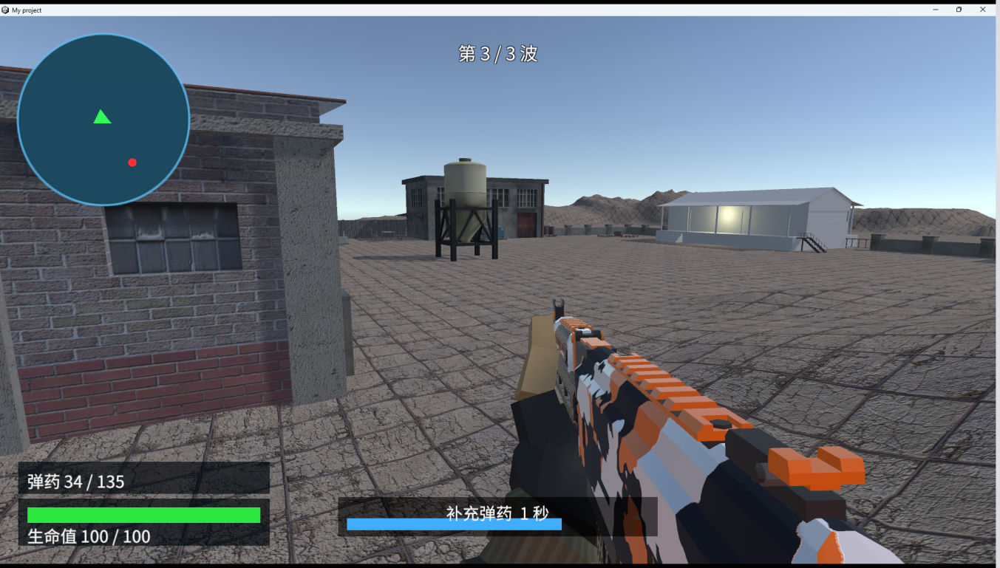 My project
第 3 / 3 波
弹药 34 / 135
生命值 100 / 100
补充弹药 1 秒